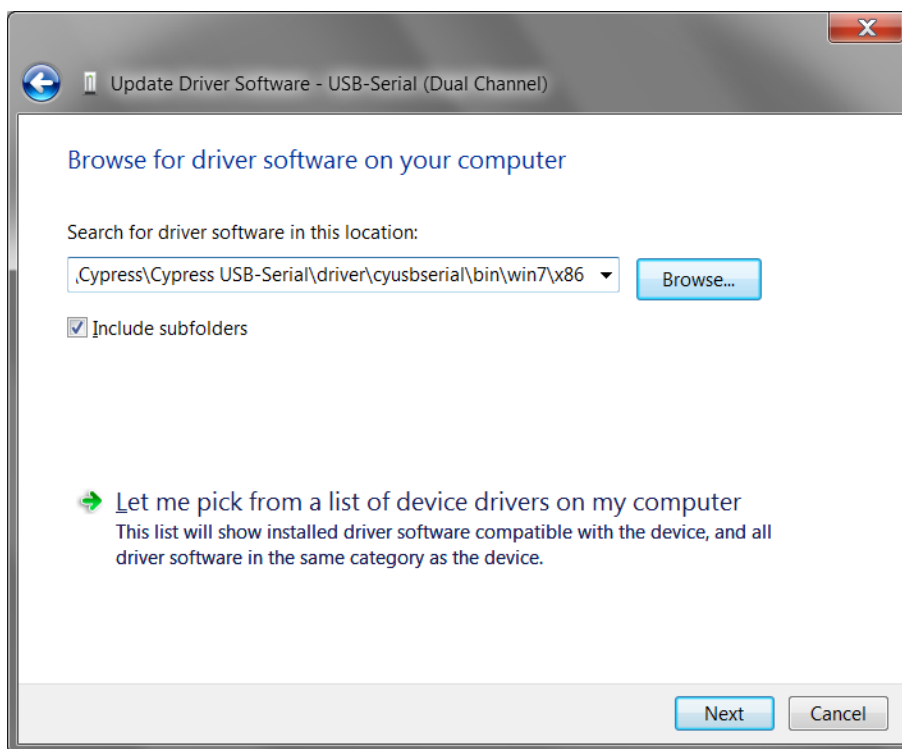 X
Update Driver Software - USB-Serial (Dual Channel)
Browse for driver software on your computer
Search for driver software in this location:
\Cypress\Cypress USB-Serial\driver\cyusbserial\bin\win7\x86
Browse...
Include subfolders
Let me pick from a list of device drivers on my computer
This list will show installed driver software compatible with the device, and all
driver software in the same category as the device.
Next
Cancel